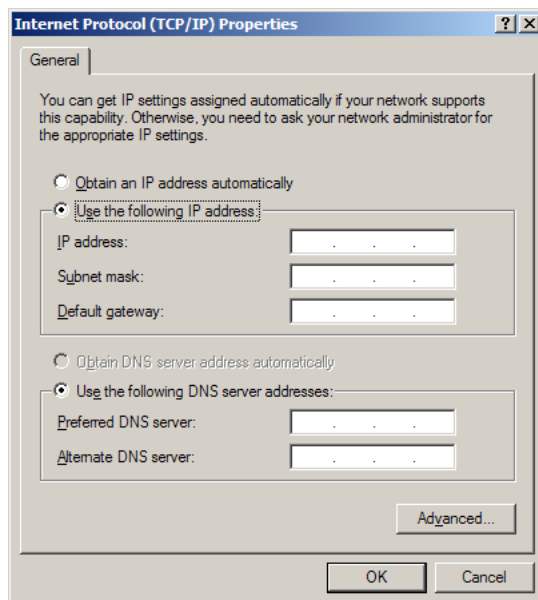 Internet Protocol (TCP/IP) Properties
General
You can get IP settings assigned automatically if your network supports
this capability. Otherwise, you need to ask your network administrator for
the appropriate IP settings.
Obtain an IP address automatically
Use the following IP address:
IP address:
Subnet mask:
Default gateway:
Obtain DNS server address automatically
Use the following DNS server addresses:
Preferred DNS server:
Alternate DNS server:
Advanced...
OK
Cancel